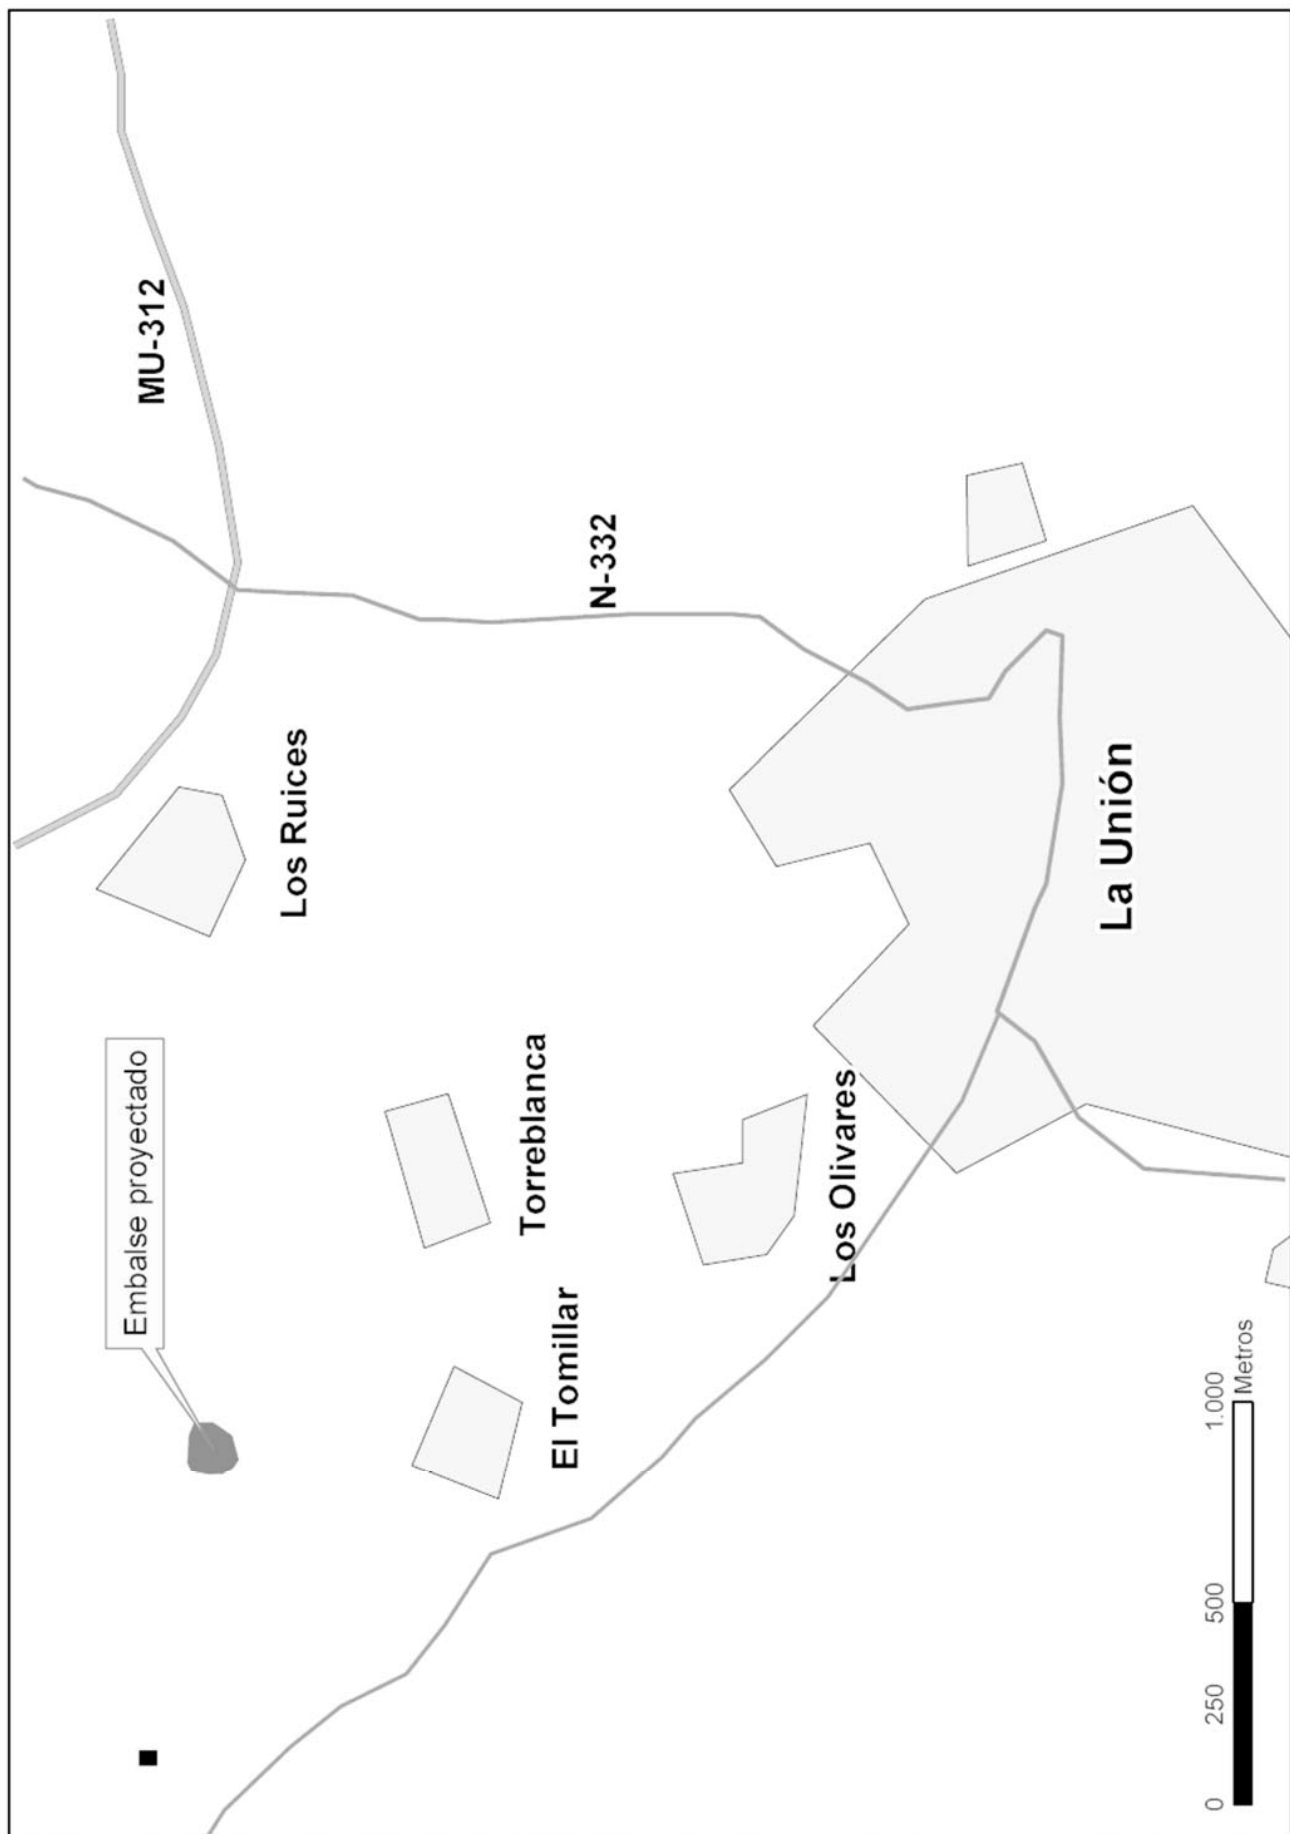 MU-312
N-332
Los Ruices
Embalse proyectado
Torreblanca
El Tomillar
Los Olivares
La Unión
0 250 500 1.000
Metros